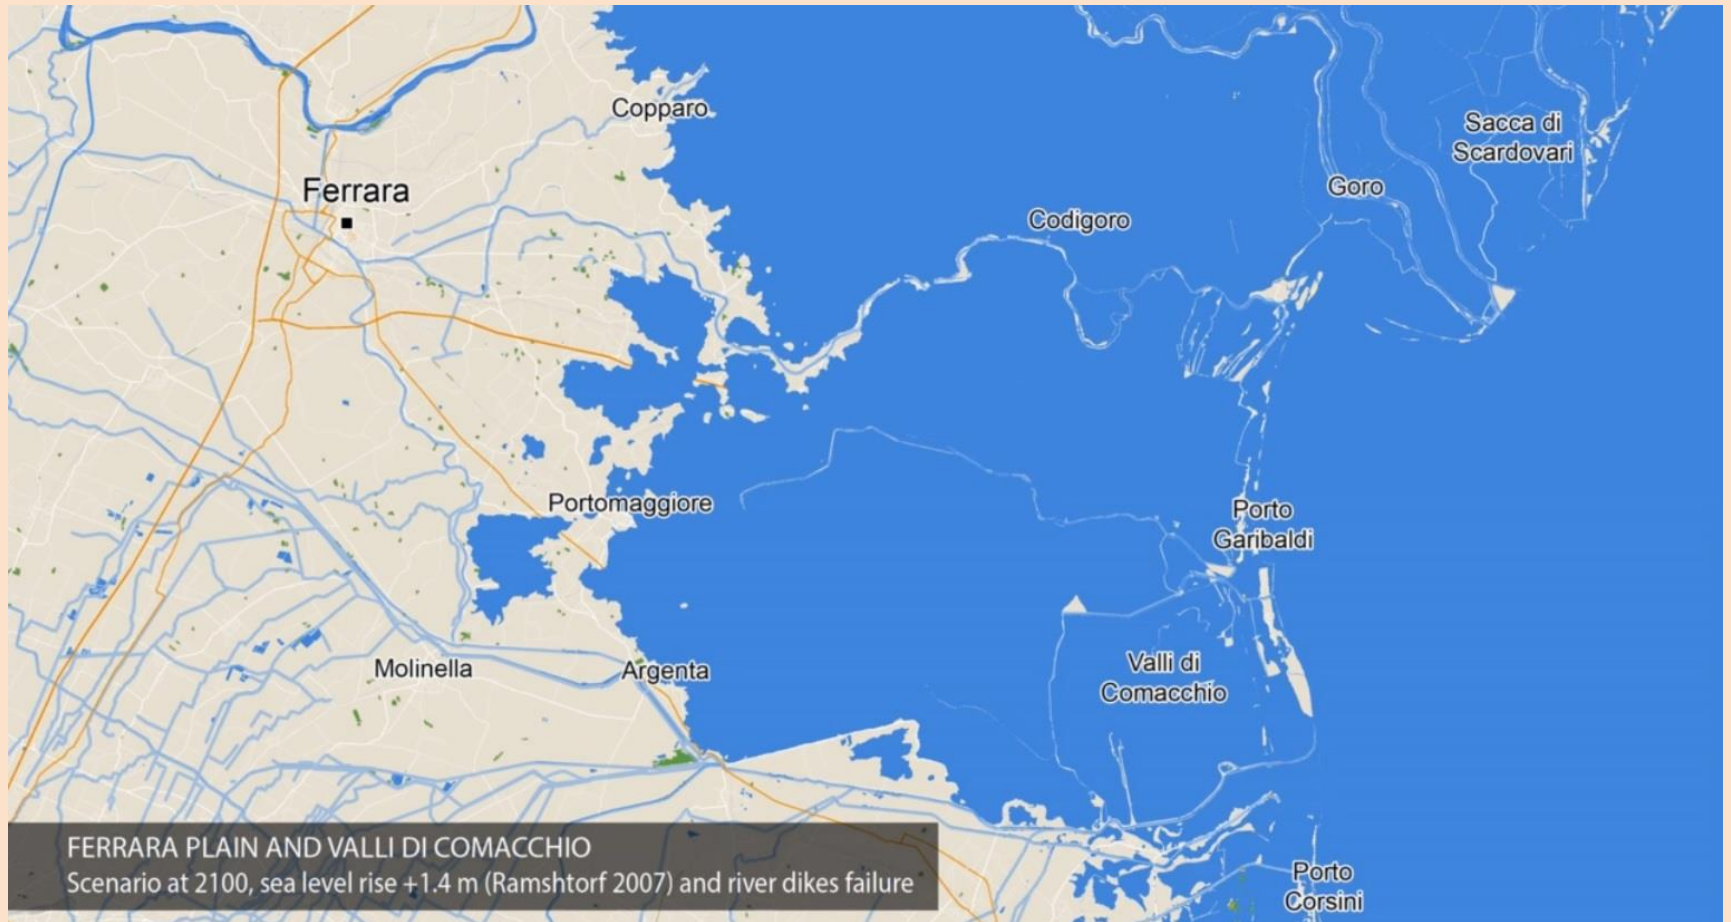 Copparo
Sacca di
Scardovari
Ferrara
Goro
Codigoro
Portomaggiore
Porto
Garibaldi
Molinella
Argenta
Valli di
Comacchio
FERRARA PLAIN AND VALLI DI COMACCHIO
Scenario at 2100, sea level rise +1.4 m (Ramshtorf 2007) and river dikes failure
Porto
Corsini